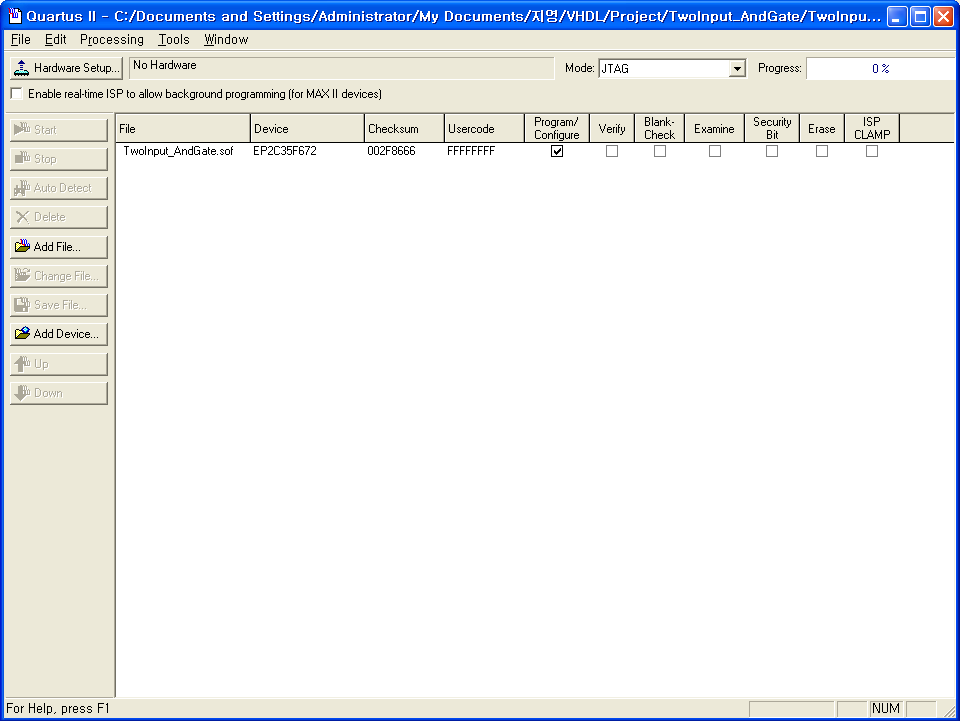 Quartus II - C:/Documents and Settings/Administrator/My Documents/지명/VHDL/Project/TwoInput_AndGate/TwoInpu...
File Edit Processing Tools Window
Hardware Setup... No Hardware Mode: JTAG Progress: 0 %
Enable real-time ISP to allow background programming (for MAX II devices)
Start
Stop
Auto Detect
Delete
Add File...
Change File...
Save File...
Add Device...
Up
Down
File Device Checksum Usercode Program/ Verify Blank- Examine Security Erase ISP
Configure Check Bit CLAMP
TwoInput_AndGate.sof EP2C35F672 002F8666 FFFFFFFF
For Help, press F1 NUM